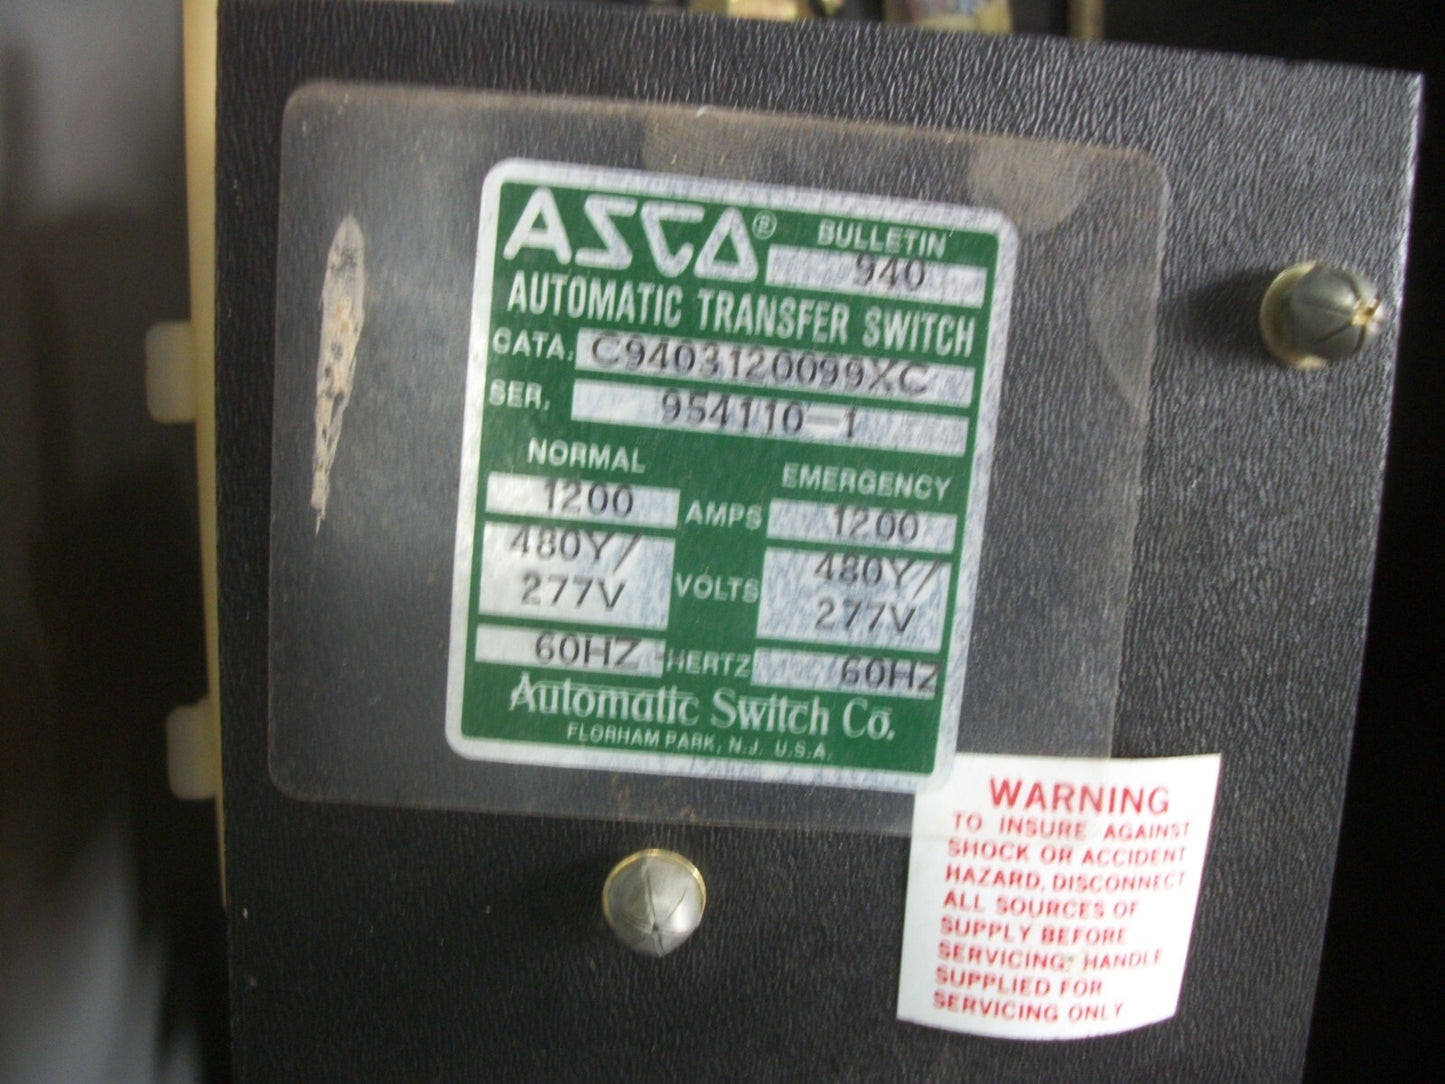 ASCO® BULLETIN
940
AUTOMATIC TRANSFER SWITCH
CATA. C9403120099XC
SER. 954110-1
NORMAL EMERGENCY
1200 AMPS 1200
480Y/ 480Y/
277V VOLTS 277V
60HZ HERTZ 60HZ
Automatic Switch Co.
FLORHAM PARK, N.J. U.S.A.
WARNING
TO INSURE AGAINST
SHOCK OR ACCIDENT
HAZARD, DISCONNECT
ALL SOURCES OF
SUPPLY BEFORE
SERVICING; HANDLE
SUPPLIED FOR
SERVICING ONLY